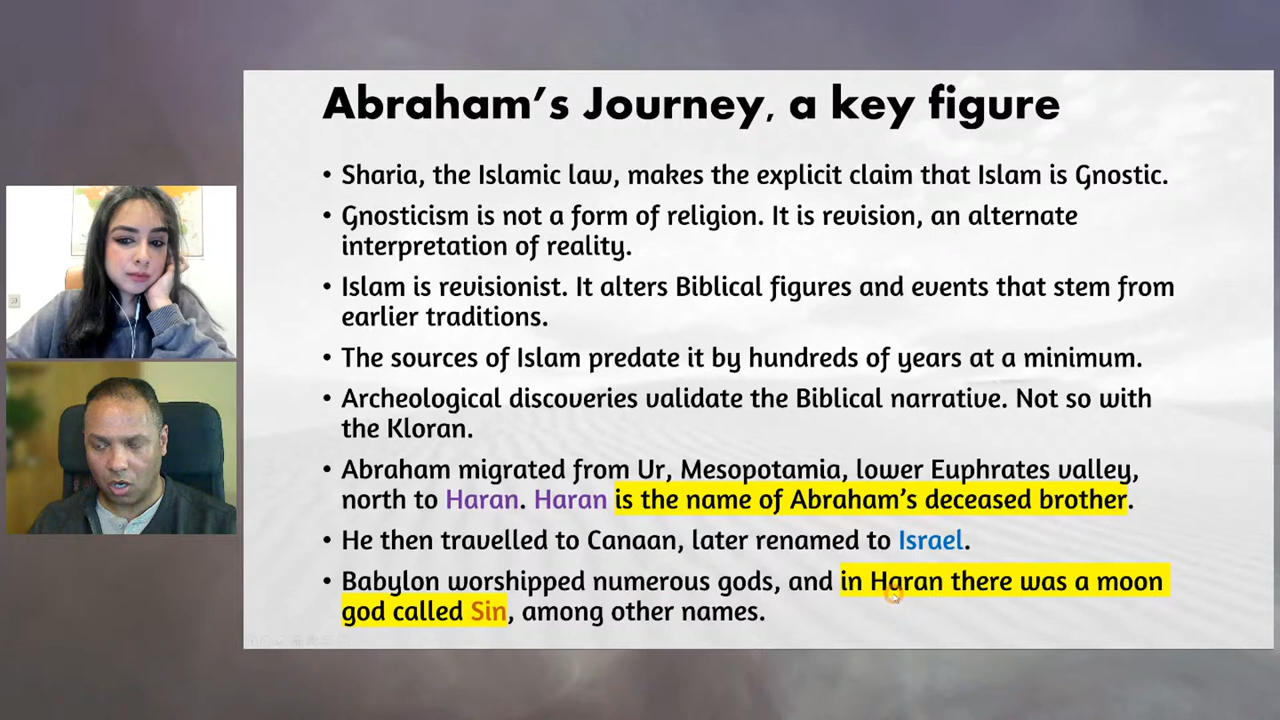 Abraham's Journey, a key figure
• Sharia, the Islamic law, makes the explicit claim that Islam is Gnostic.
• Gnosticism is not a form of religion. It is revision, an alternate
interpretation of reality.
• Islam is revisionist. It alters Biblical figures and events that stem from
earlier traditions.
• The sources of Islam predate it by hundreds of years at a minimum.
• Archeological discoveries validate the Biblical narrative. Not so with
the Kloran.
• Abraham migrated from Ur, Mesopotamia, lower Euphrates valley,
north to Haran. Haran is the name of Abraham's deceased brother.
• He then travelled to Canaan, later renamed to Israel.
• Babylon worshipped numerous gods, and in Haran there was a moon
god called Sin, among other names.